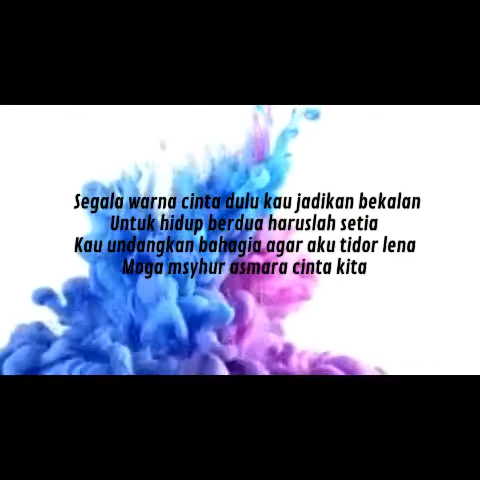 Segala warna cinta dulu kau jadikan bekalan
Untuk hidup berdua haruslah setia
Kau undangkan bahagia agar aku tidor lena
Moga msyhur asmara cinta kita